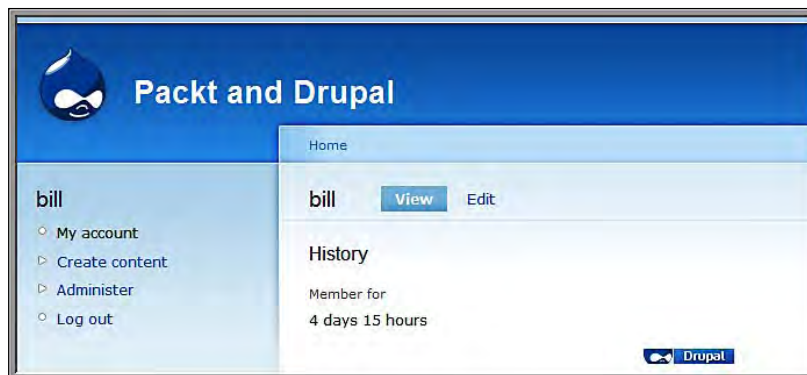 Packt and Drupal
Home
bill
My account
Create content
Administer
Log out
bill View Edit
History
Member for
4 days 15 hours
Drupal